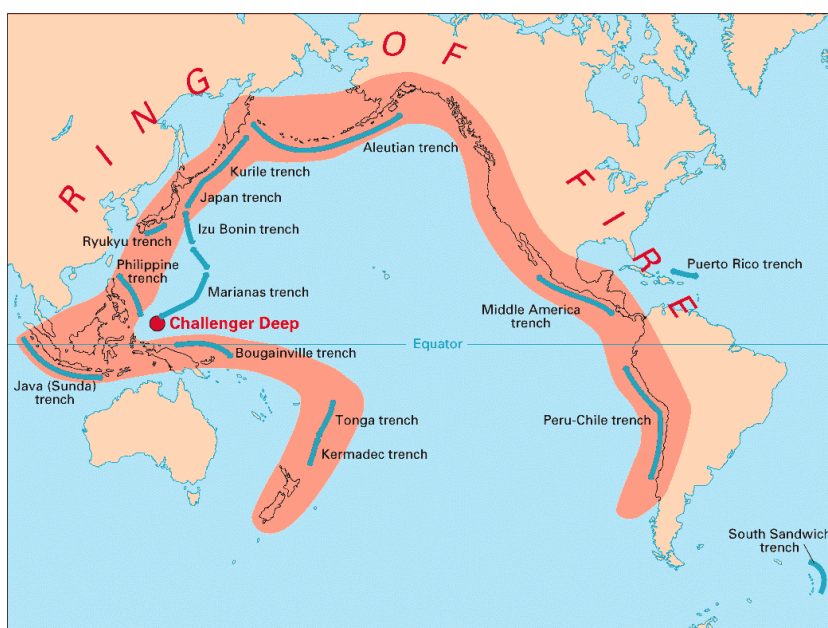 RING OF FIRE
Aleutian trench
Kurile trench
Japan trench
Izu Bonin trench
Ryukyu trench
Philippine
trench
Marianas trench
Challenger Deep
Puerto Rico trench
Middle America
trench
Equator
Bougainville trench
Java (Sunda)
trench
Tonga trench
Kermadec trench
Peru-Chile trench
South Sandwich
trench